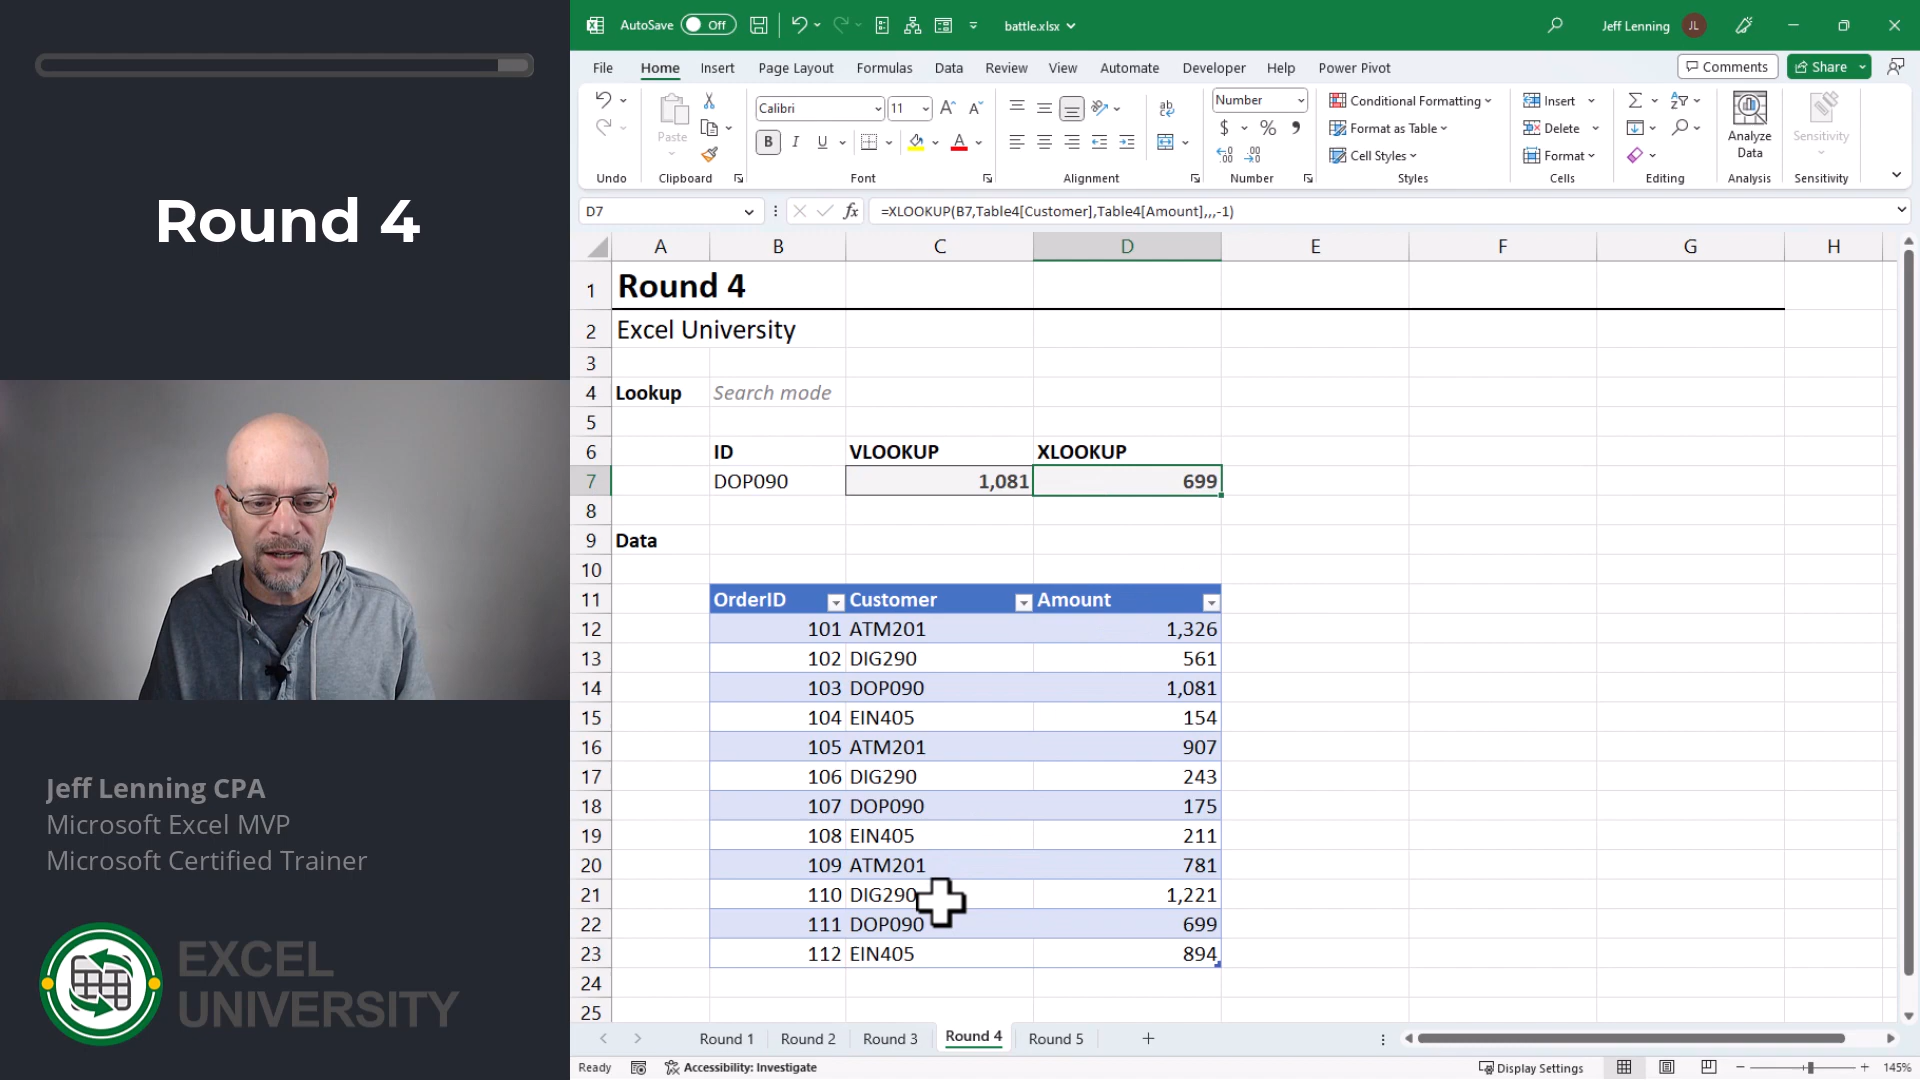 Round 4
Jeff Lenning CPA
Microsoft Excel MVP
Microsoft Certified Trainer
EXCEL
UNIVERSITY
AutoSave Off battle.xlsx Jeff Lenning JL
File Home Insert Page Layout Formulas Data Review View Automate Developer Help Power Pivot Comments Share
Paste Calibri 11 Number Conditional Formatting Format as Table Cell Styles Insert Delete Format Analyze Data Sensitivity
Undo Clipboard Font Alignment Number Styles Cells Editing Analysis Sensitivity
D7 fx =XLOOKUP(B7,Table4[Customer],Table4[Amount],,,-1)
A B C D E F G H
1 Round 4
2 Excel University
3
4 Lookup Search mode
5
6 ID VLOOKUP XLOOKUP
7 DOP090 1,081 699
8
9 Data
10
11 OrderID Customer Amount
12 101 ATM201 1,326
13 102 DIG290 561
14 103 DOP090 1,081
15 104 EIN405 154
16 105 ATM201 907
17 106 DIG290 243
18 107 DOP090 175
19 108 EIN405 211
20 109 ATM201 781
21 110 DIG290 1,221
22 111 DOP090 699
23 112 EIN405 894
24
25
Round 1 Round 2 Round 3 Round 4 Round 5
Ready Accessibility: Investigate Display Settings 145%